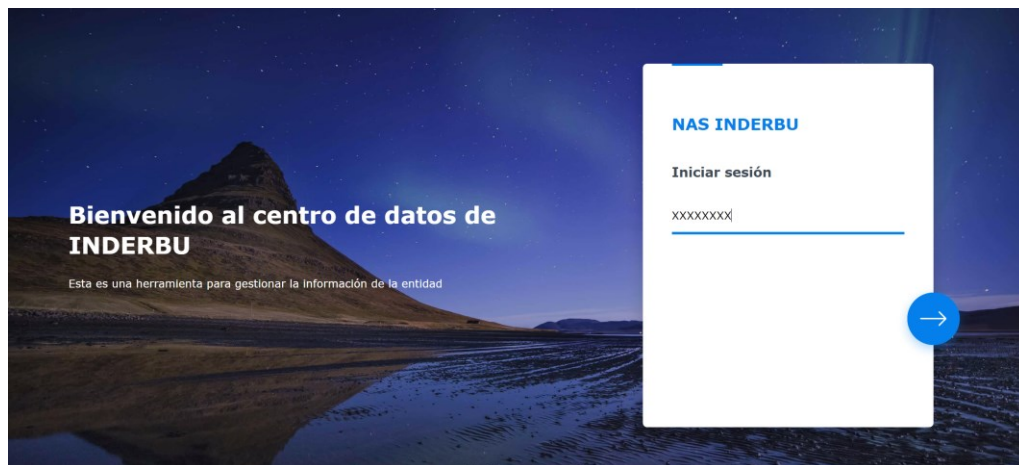 Bienvenido al centro de datos de
INDERBU
Esta es una herramienta para gestionar la información de la entidad
NAS INDERBU
Iniciar sesión
xxxxxxxx